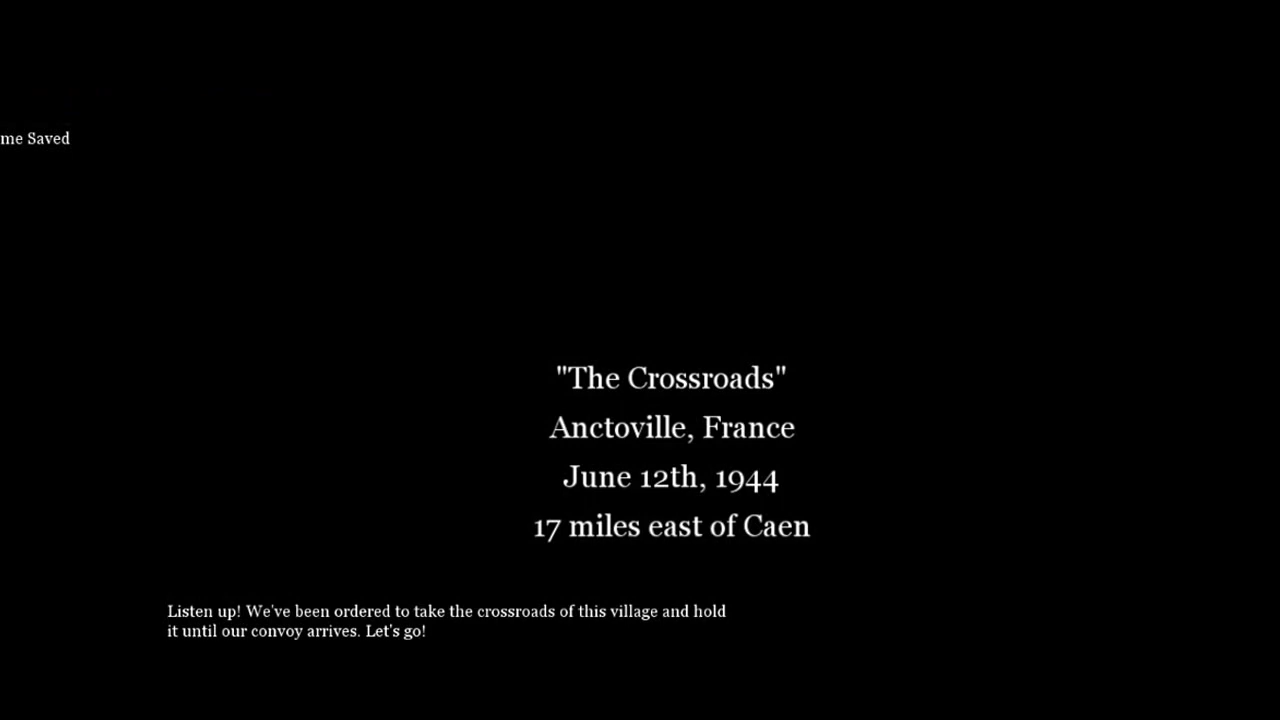 me Saved
"The Crossroads"
Anctoville, France
June 12th, 1944
17 miles east of Caen
Listen up! We've been ordered to take the crossroads of this village and hold
it until our convoy arrives. Let's go!